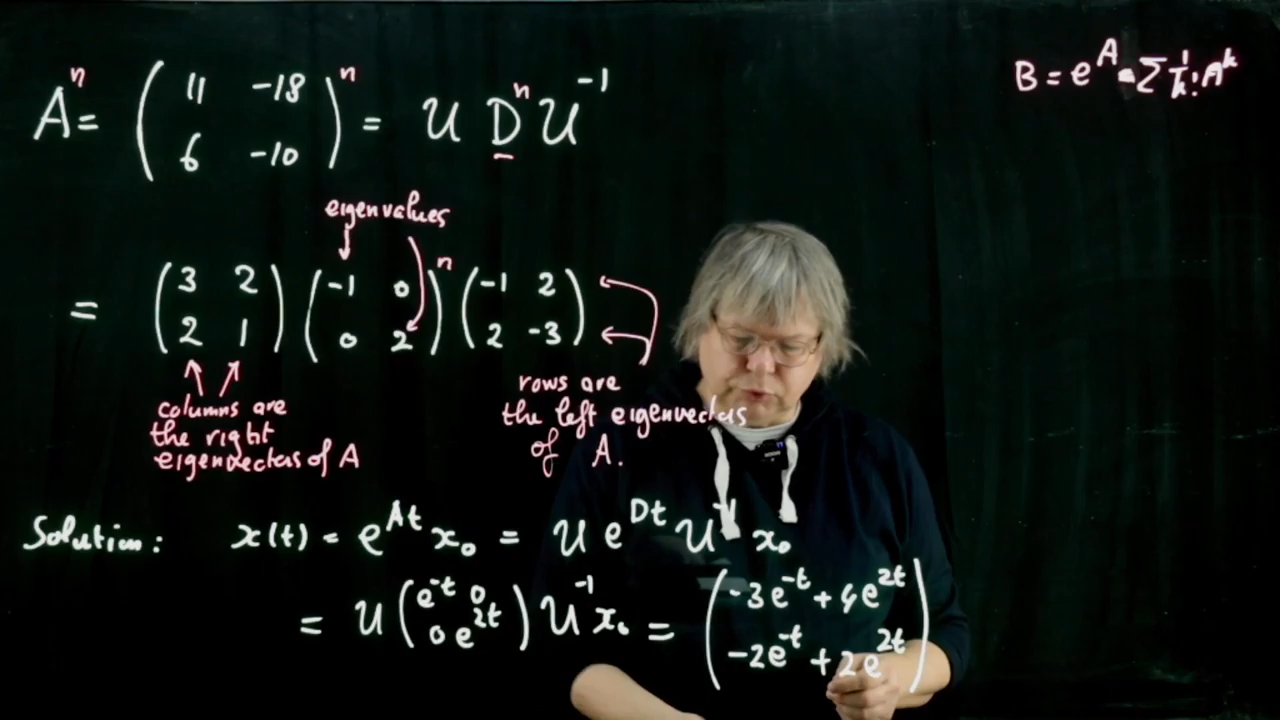 Aⁿ = ( 11 -18 ; 6 -10 )ⁿ = U Dⁿ U⁻¹
B = e^A = Σ 1/k! A^k
eigenvalues
= ( 3 2 ; 2 1 ) ( -1 0 ; 0 2 )ⁿ ( -1 2 ; 2 -3 )
columns are
the right
eigenvectors of A
rows are
the left eigenvectors
of A.
Solution: x(t) = e^{At} x₀ = U e^{Dt} U⁻¹ x₀
= U ( e^{-t} 0 ; 0 e^{2t} ) U⁻¹ x₀ = ( -3e^{-t} + 4e^{2t} ; -2e^{-t} + 2e^{2t} )